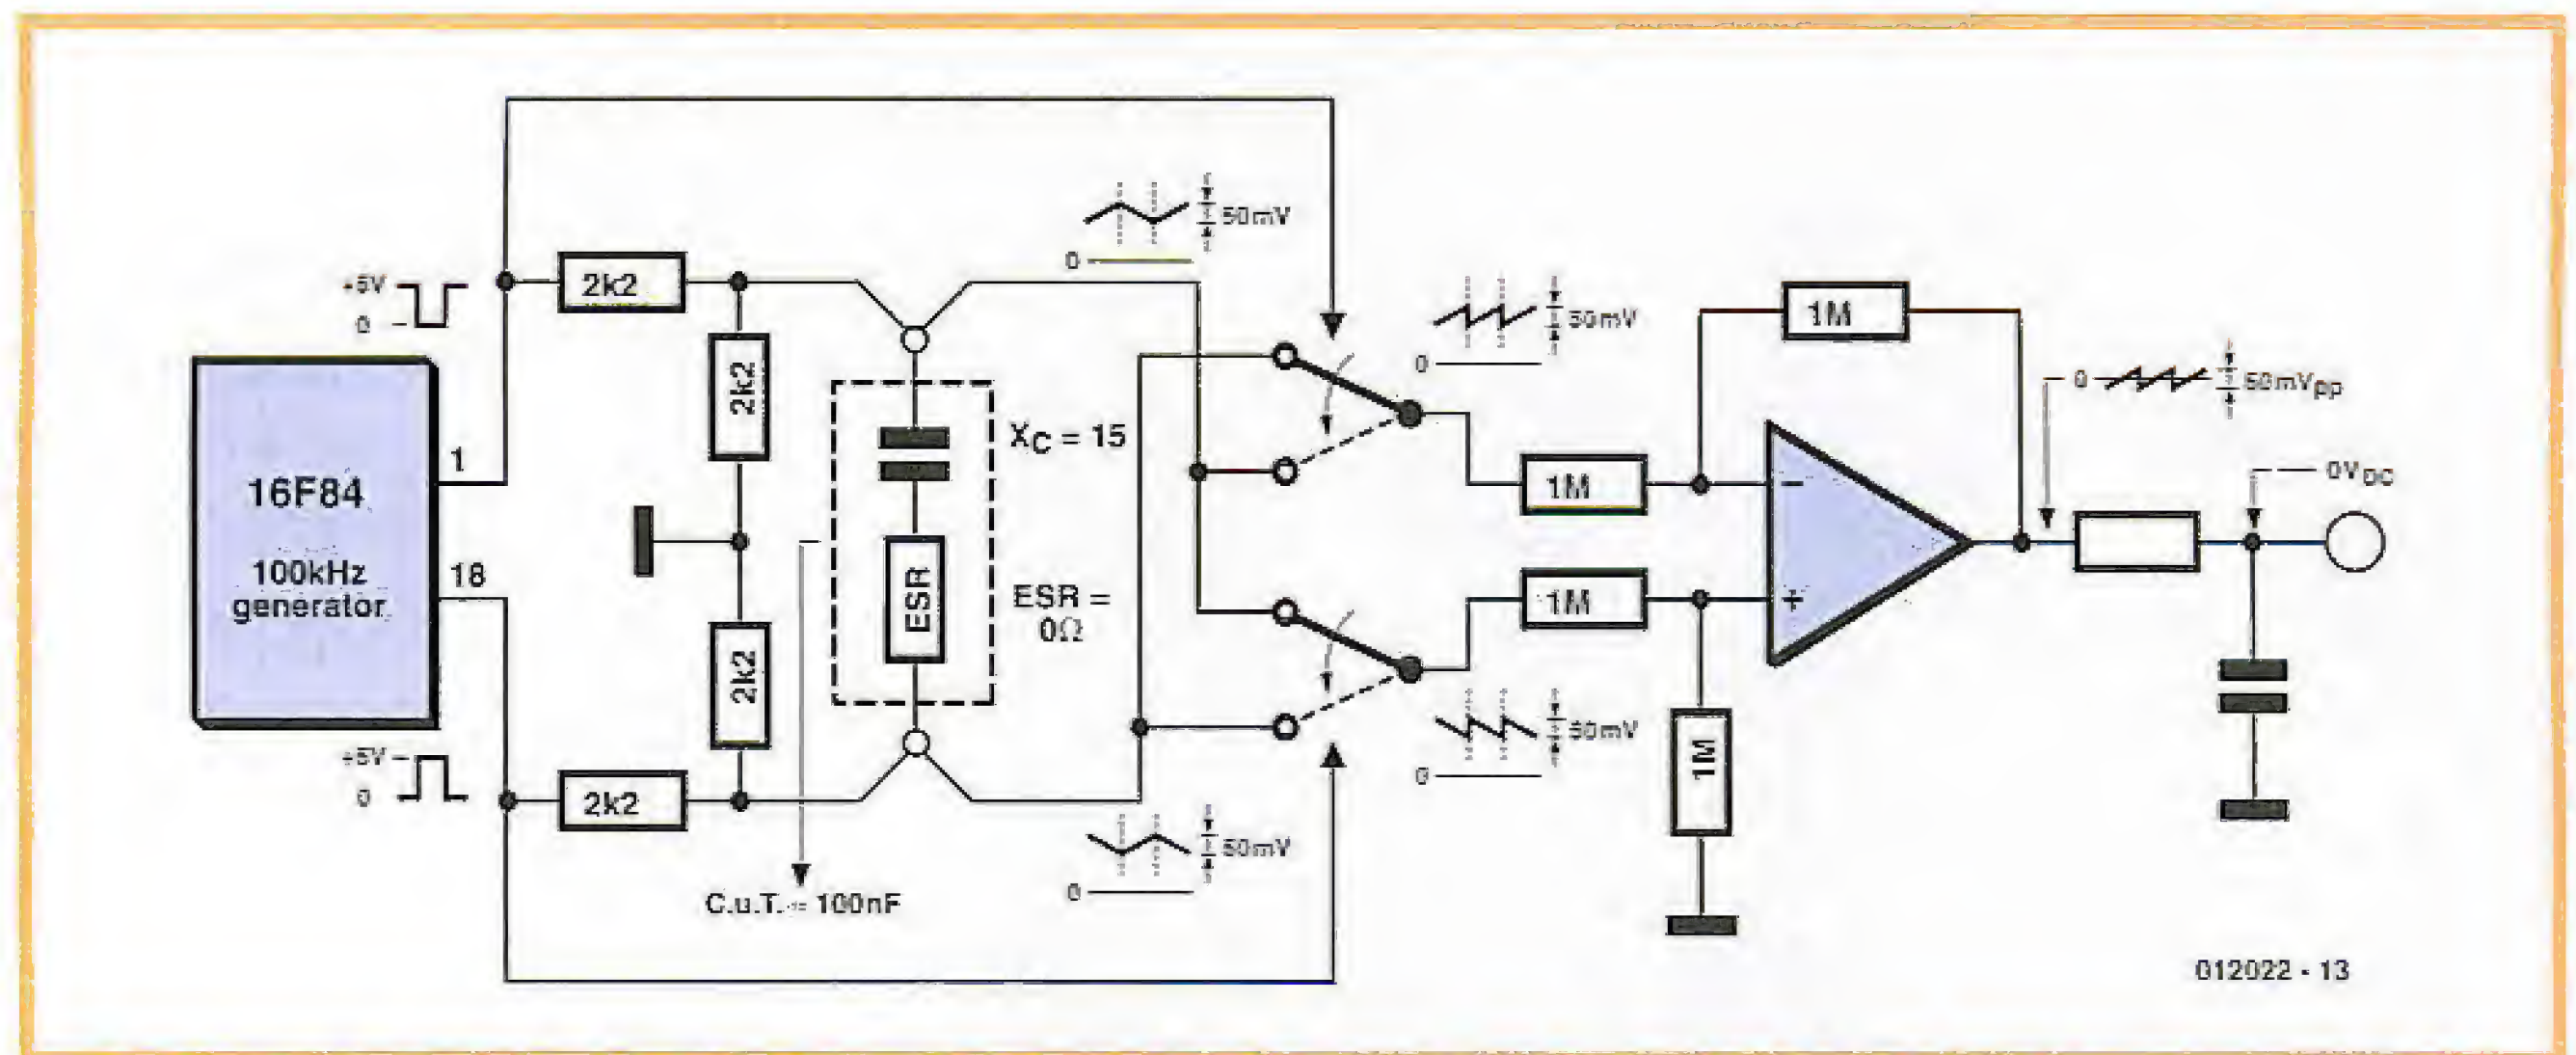 +5V
0
16F84
100kHz
generator
1
18
+5V
0
2k2
2k2
2k2
2k2
ESR
XC = 15
ESR =
0Ω
C.u.T. = 100nF
50mV
0
50mV
0
50mV
0
50mV
0
1M
1M
1M
1M
−
+
0
50mVpp
0VDC
012022 - 13